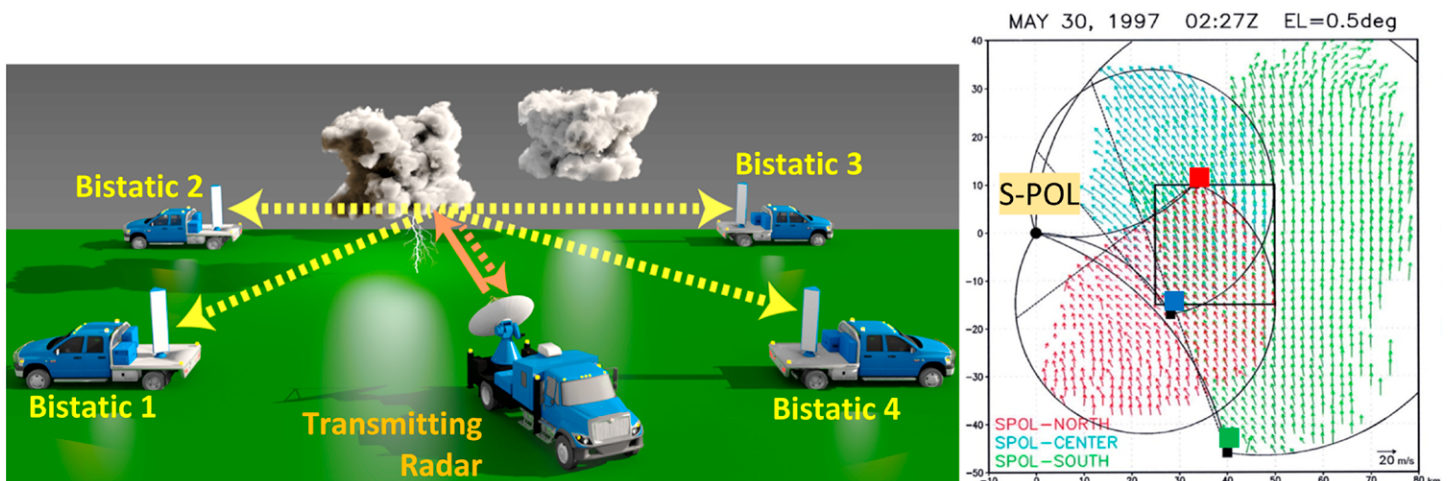 Bistatic 2
Bistatic 3
Bistatic 1
Bistatic 4
Transmitting
Radar
MAY 30, 1997 02:27Z EL=0.5deg
40
30
20
10
0
-10
-20
-30
-40
-50
S-POL
SPOL-NORTH
SPOL-CENTER
SPOL-SOUTH
20 m/s
-10 0 10 20 30 40 50 60 70 80 km